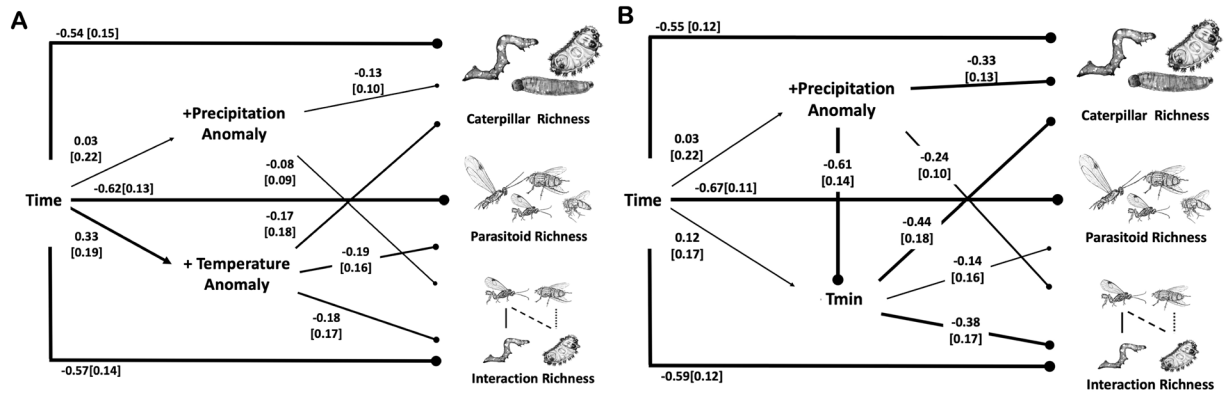 A
-0.54 [0.15]
-0.13
[0.10]
+Precipitation
Anomaly
Caterpillar Richness
0.03
[0.22]
-0.08
[0.09]
-0.62[0.13]
Time
-0.17
[0.18]
Parasitoid Richness
0.33
[0.19]
-0.19
[0.16]
+ Temperature
Anomaly
-0.18
[0.17]
-0.57[0.14]
Interaction Richness
B
-0.55 [0.12]
-0.33
[0.13]
+Precipitation
Anomaly
Caterpillar Richness
0.03
[0.22]
-0.61
[0.14]
-0.24
[0.10]
-0.67[0.11]
Time
-0.44
[0.18]
Parasitoid Richness
0.12
[0.17]
-0.14
[0.16]
Tmin
-0.38
[0.17]
-0.59[0.12]
Interaction Richness